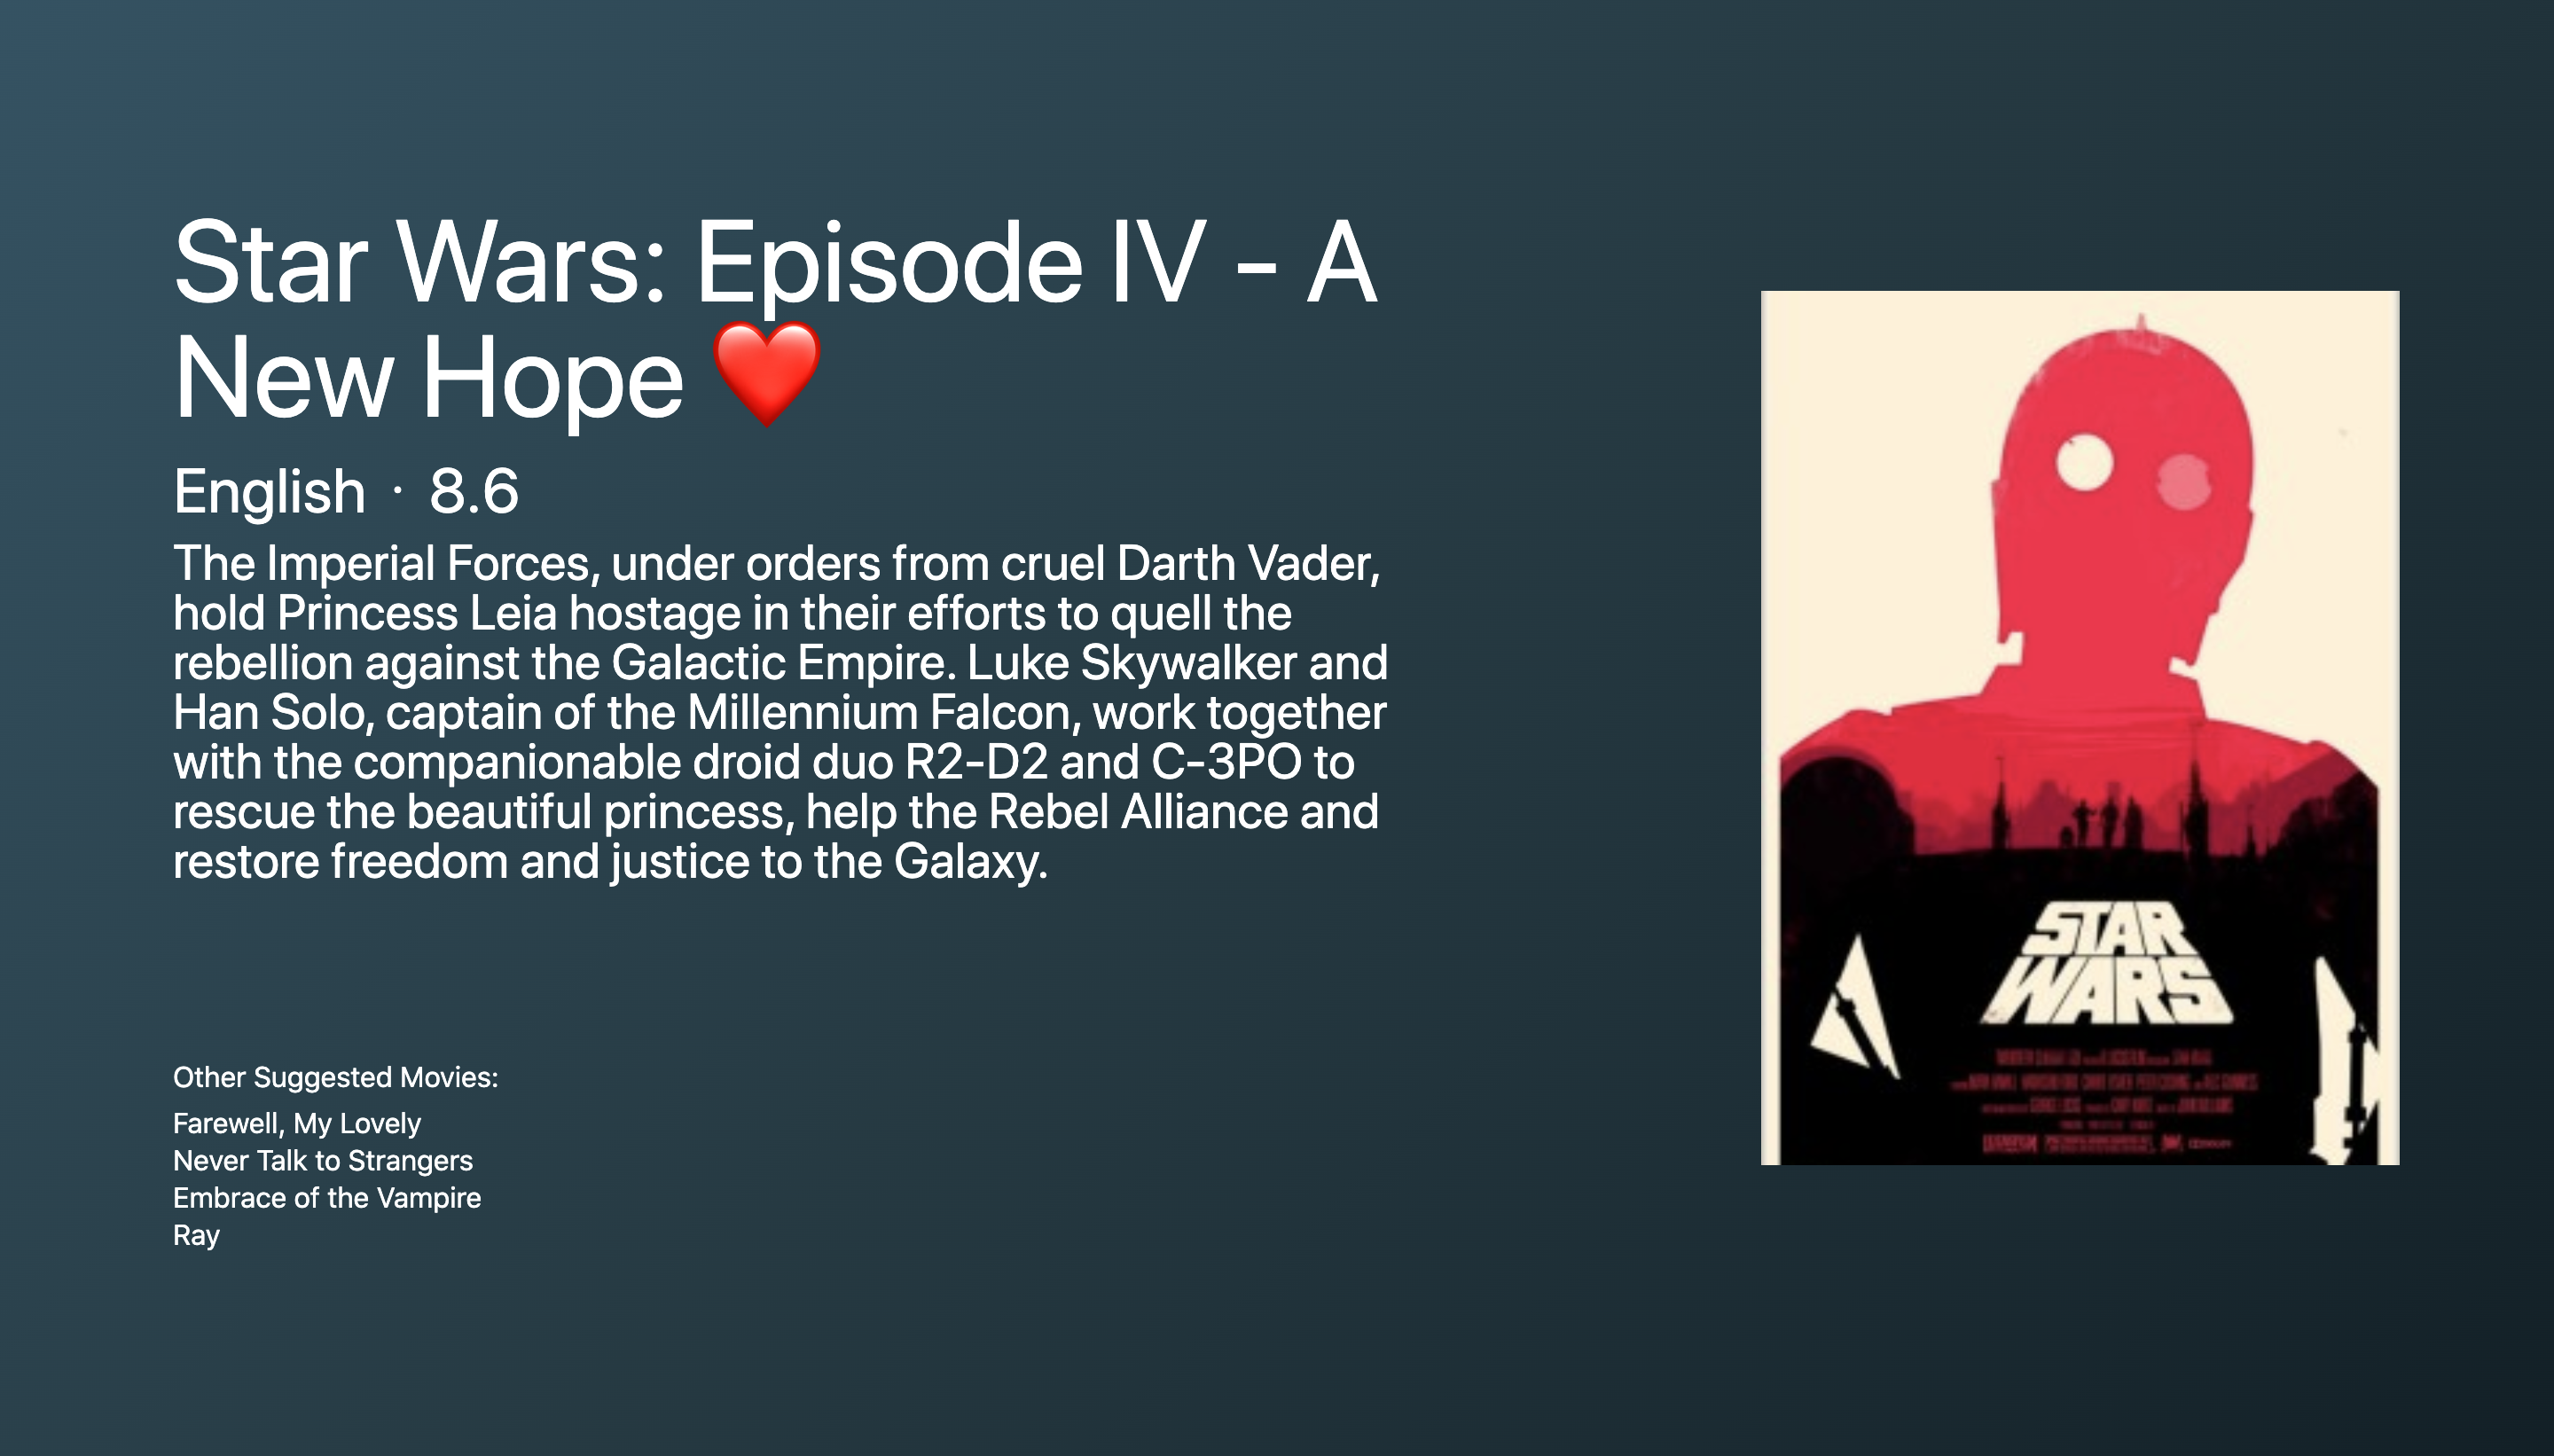 Star Wars: Episode IV - A
New Hope ❤️
English · 8.6
The Imperial Forces, under orders from cruel Darth Vader,
hold Princess Leia hostage in their efforts to quell the
rebellion against the Galactic Empire. Luke Skywalker and
Han Solo, captain of the Millennium Falcon, work together
with the companionable droid duo R2-D2 and C-3PO to
rescue the beautiful princess, help the Rebel Alliance and
restore freedom and justice to the Galaxy.
Other Suggested Movies:
Farewell, My Lovely
Never Talk to Strangers
Embrace of the Vampire
Ray
STAR
WARS